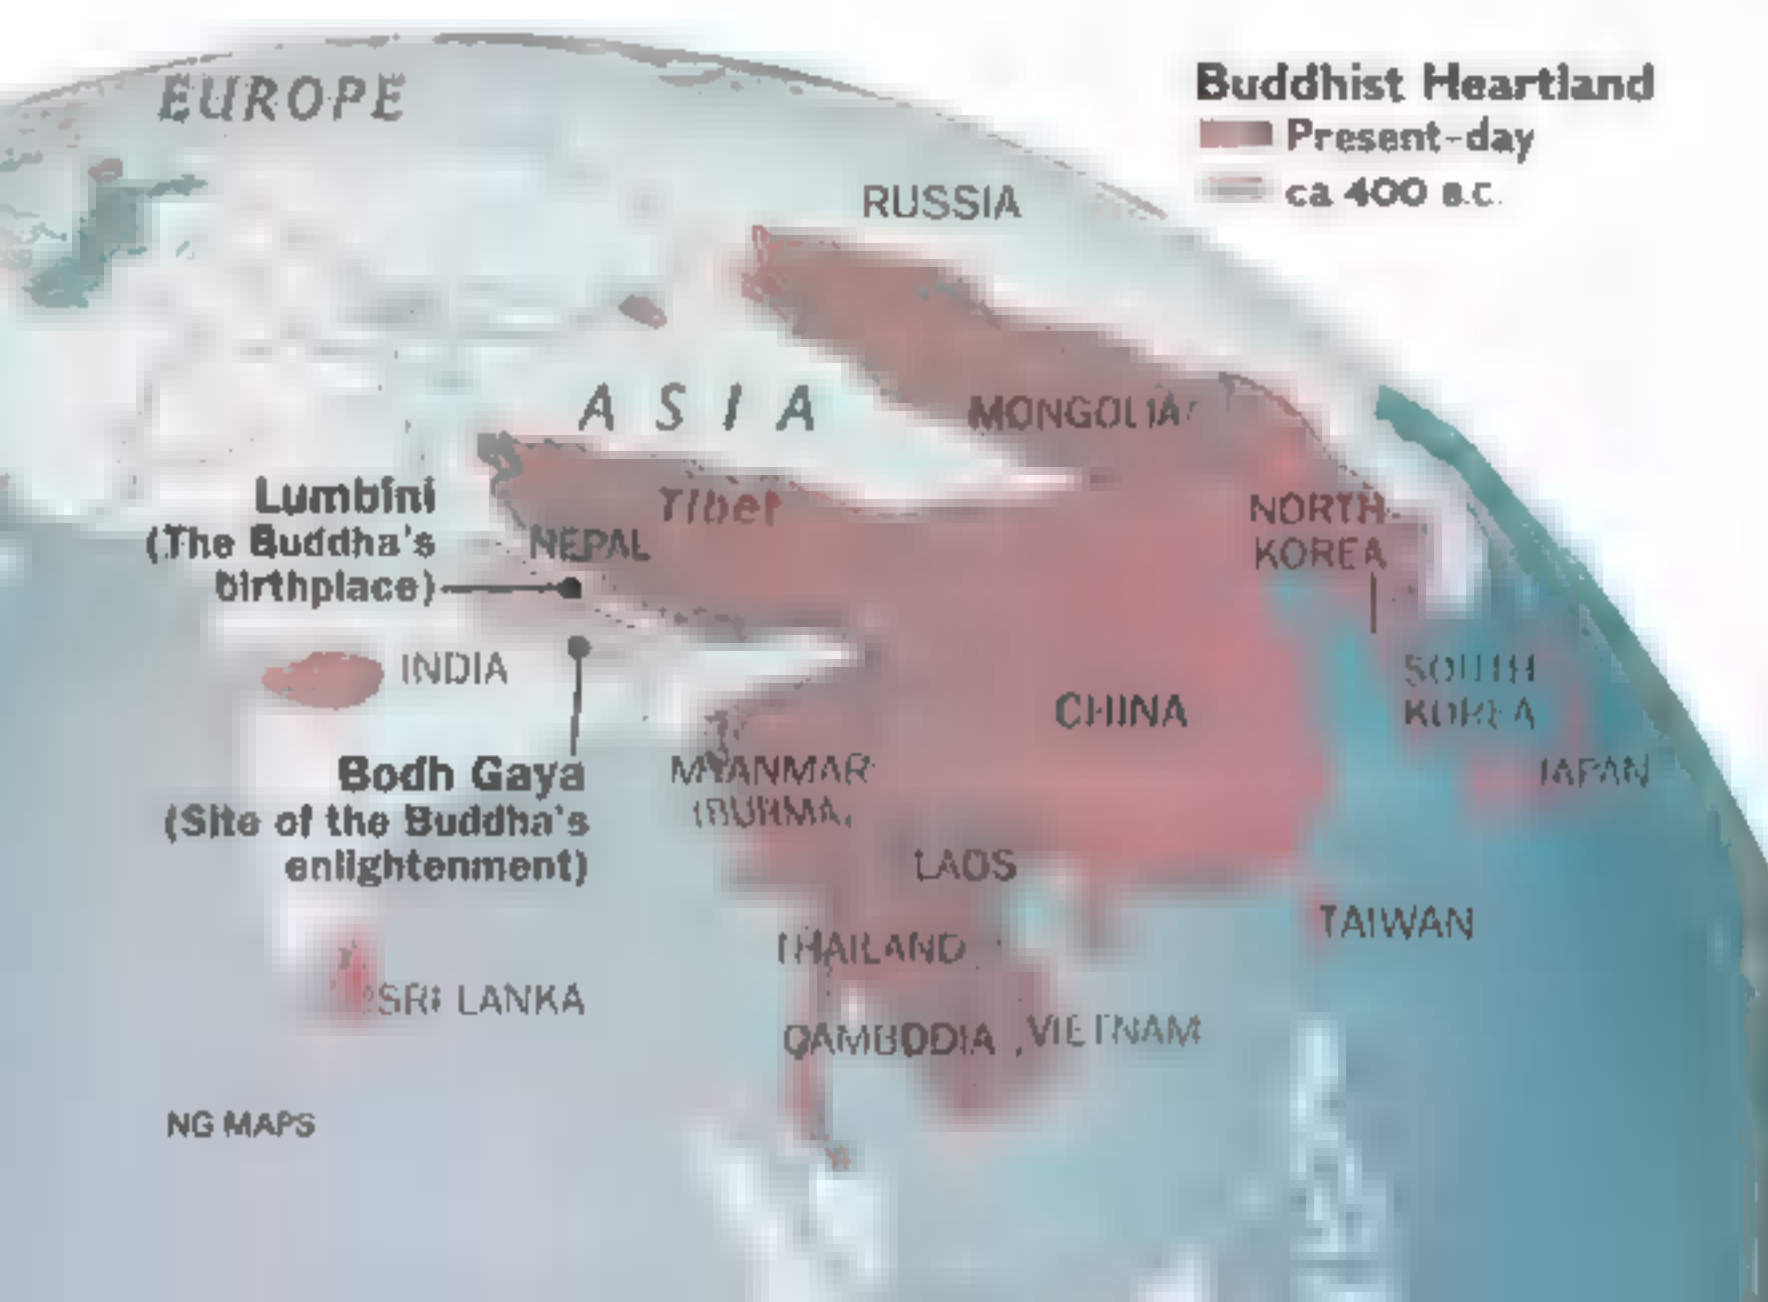 EUROPE
Buddhist Heartland
Present-day
ca 400 B.C.
RUSSIA
ASIA
MONGOLIA
Lumbini
(The Buddha's
birthplace)
Tibet
NEPAL
NORTH
KOREA
INDIA
SOUTH
KOREA
CHINA
JAPAN
Bodh Gaya
(Site of the Buddha's
enlightenment)
MYANMAR
(BURMA)
LAOS
THAILAND
TAIWAN
SRI LANKA
CAMBODIA
VIETNAM
NG MAPS